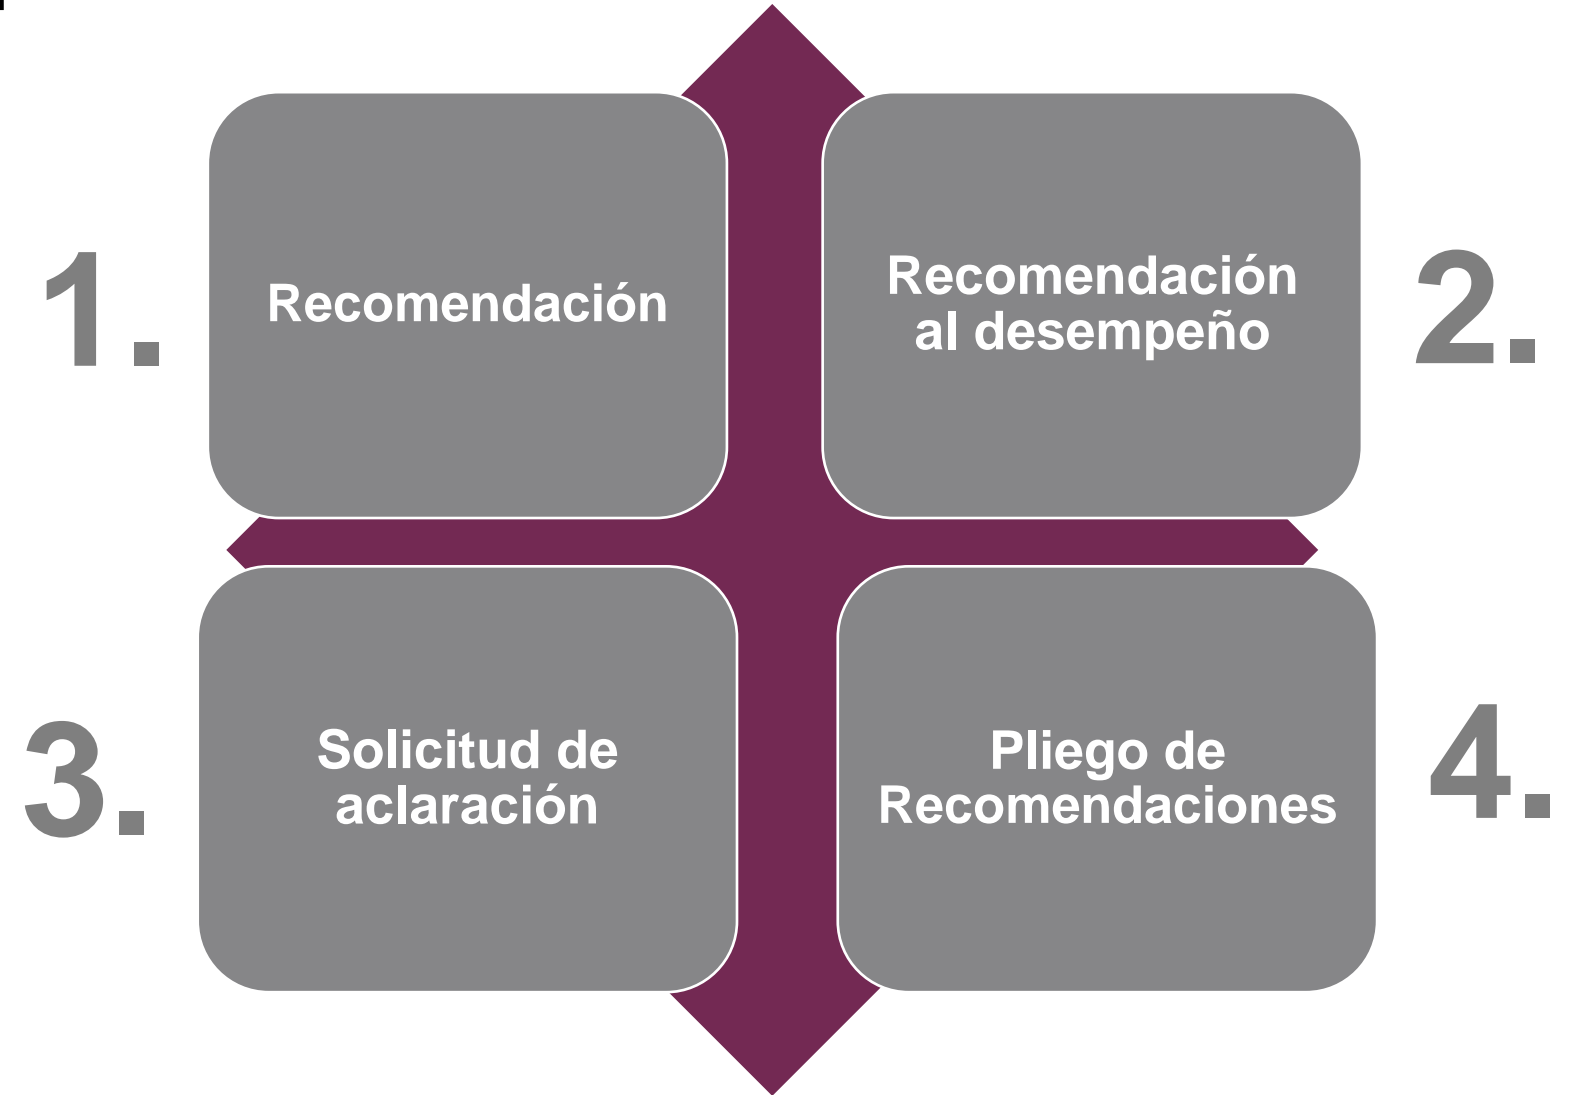 1.
Recomendación
Recomendación
al desempeño
2.
3.
Solicitud de
aclaración
Pliego de
Recomendaciones
4.